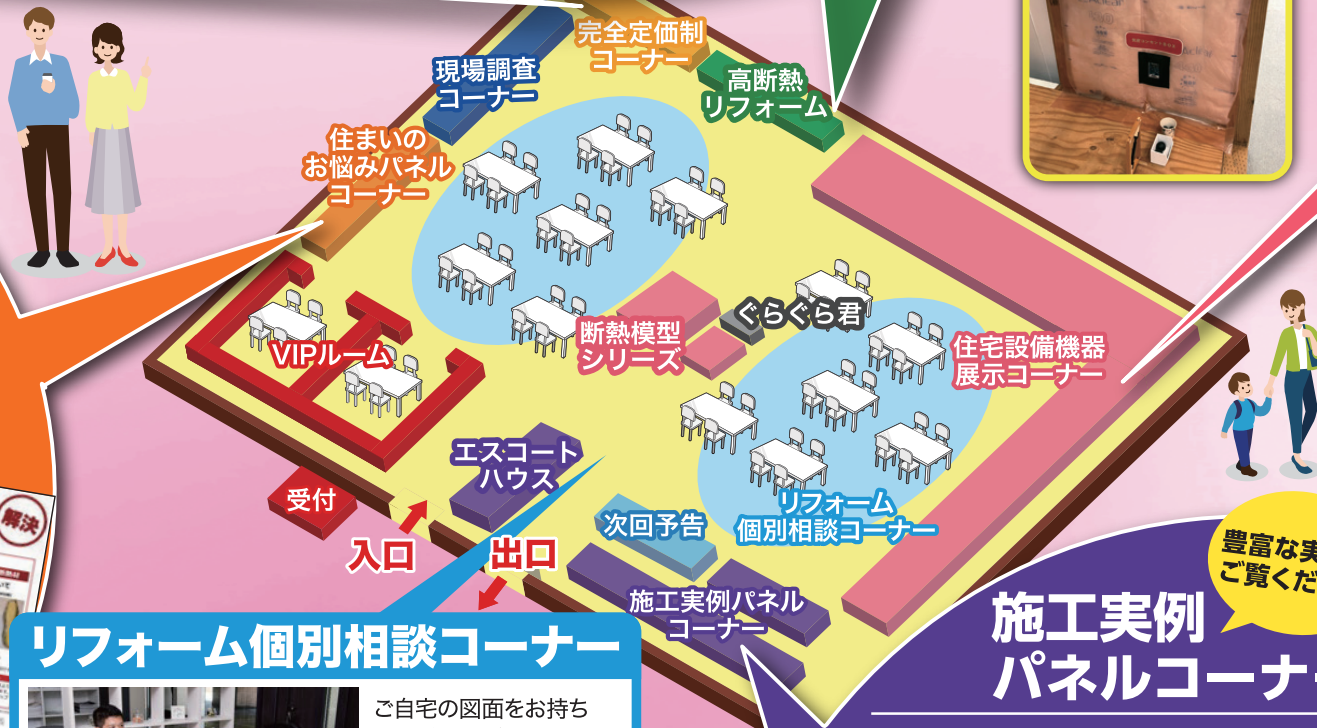 完全定価制
コーナー
現場調査
コーナー
高断熱
リフォーム
住まいの
お悩みパネル
コーナー
ぐらぐら君
断熱模型
シリーズ
住宅設備機器
展示コーナー
VIPルーム
エスコート
ハウス
受付
入口
出口
次回予告
リフォーム
個別相談コーナー
施工実例パネル
コーナー
解決
豊富な実
ご覧くだ
施工実例
パネルコーナー
リフォーム個別相談コーナー
ご自宅の図面をお持ち